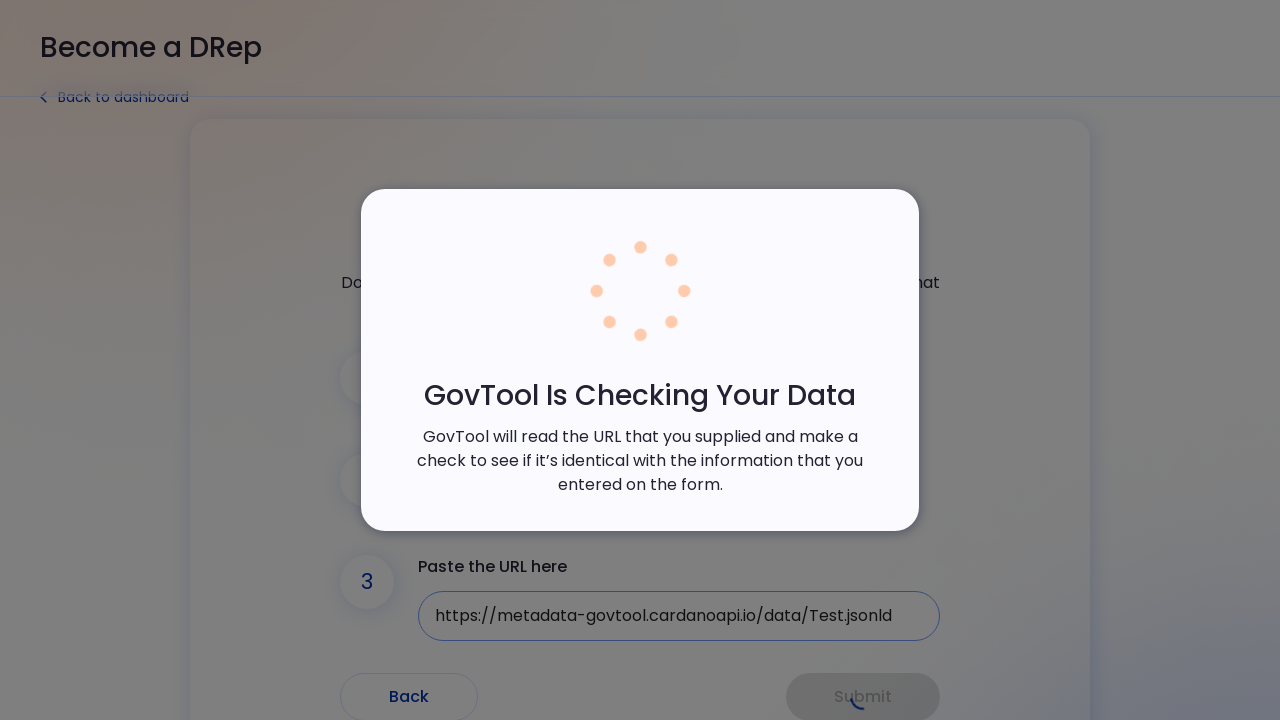 Become a DRep
Back to dashboard
Do
hat
GovTool Is Checking Your Data
GovTool will read the URL that you supplied and make a
check to see if it’s identical with the information that you
entered on the form.
3
Paste the URL here
https://metadata-govtool.cardanoapi.io/data/Test.jsonld
Back
Submit